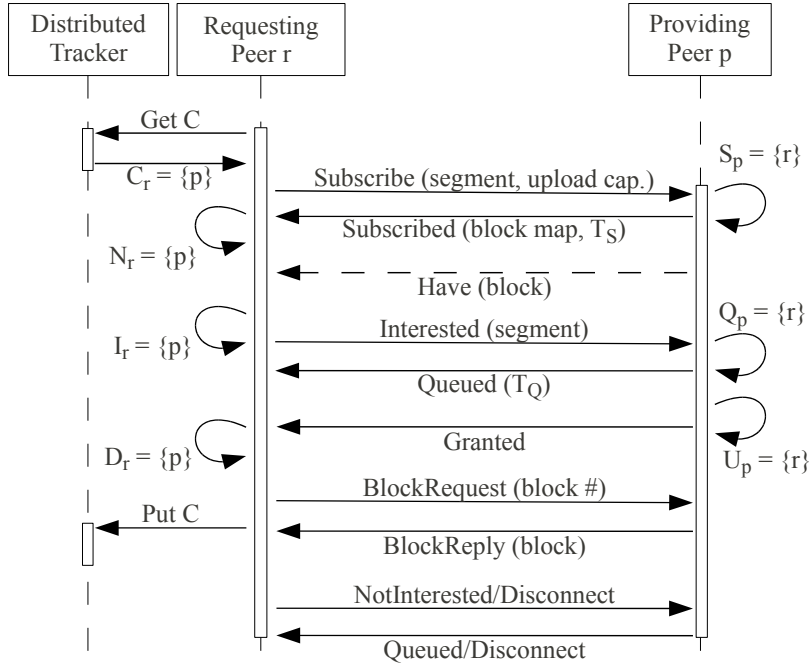 Distributed
Tracker
Requesting
Peer r
Providing
Peer p
Get C
C_r = {p}
S_p = {r}
Subscribe (segment, upload cap.)
Subscribed (block map, T_S)
N_r = {p}
Have (block)
Q_p = {r}
Interested (segment)
I_r = {p}
Queued (T_Q)
Granted
D_r = {p}
U_p = {r}
BlockRequest (block #)
Put C
BlockReply (block)
NotInterested/Disconnect
Queued/Disconnect